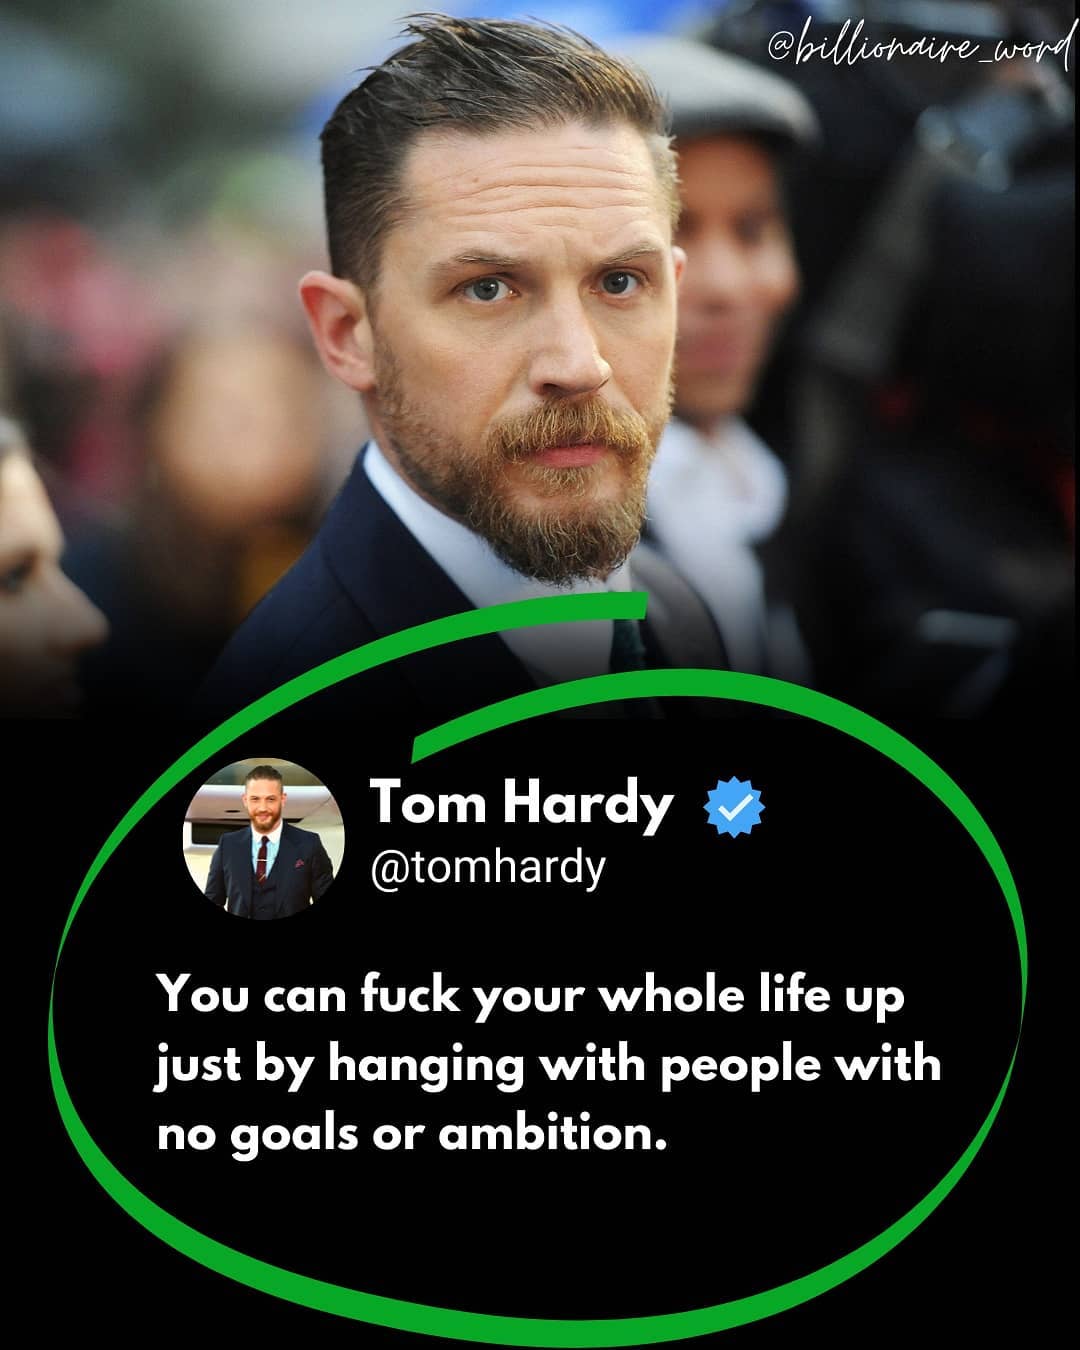 @billionaire_word
Tom Hardy
@tomhardy
You can fuck your whole life up
just by hanging with people with
no goals or ambition.